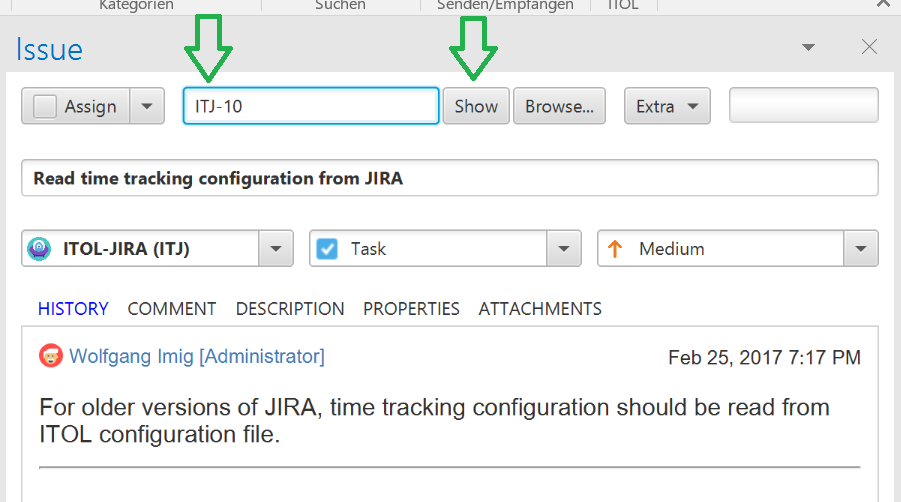 Kategorien Suchen Senden/Empfangen ITOL
Issue
Assign ITJ-10 Show Browse... Extra
Read time tracking configuration from JIRA
ITOL-JIRA (ITJ) Task Medium
HISTORY COMMENT DESCRIPTION PROPERTIES ATTACHMENTS
Wolfgang Imig [Administrator] Feb 25, 2017 7:17 PM
For older versions of JIRA, time tracking configuration should be read from
ITOL configuration file.